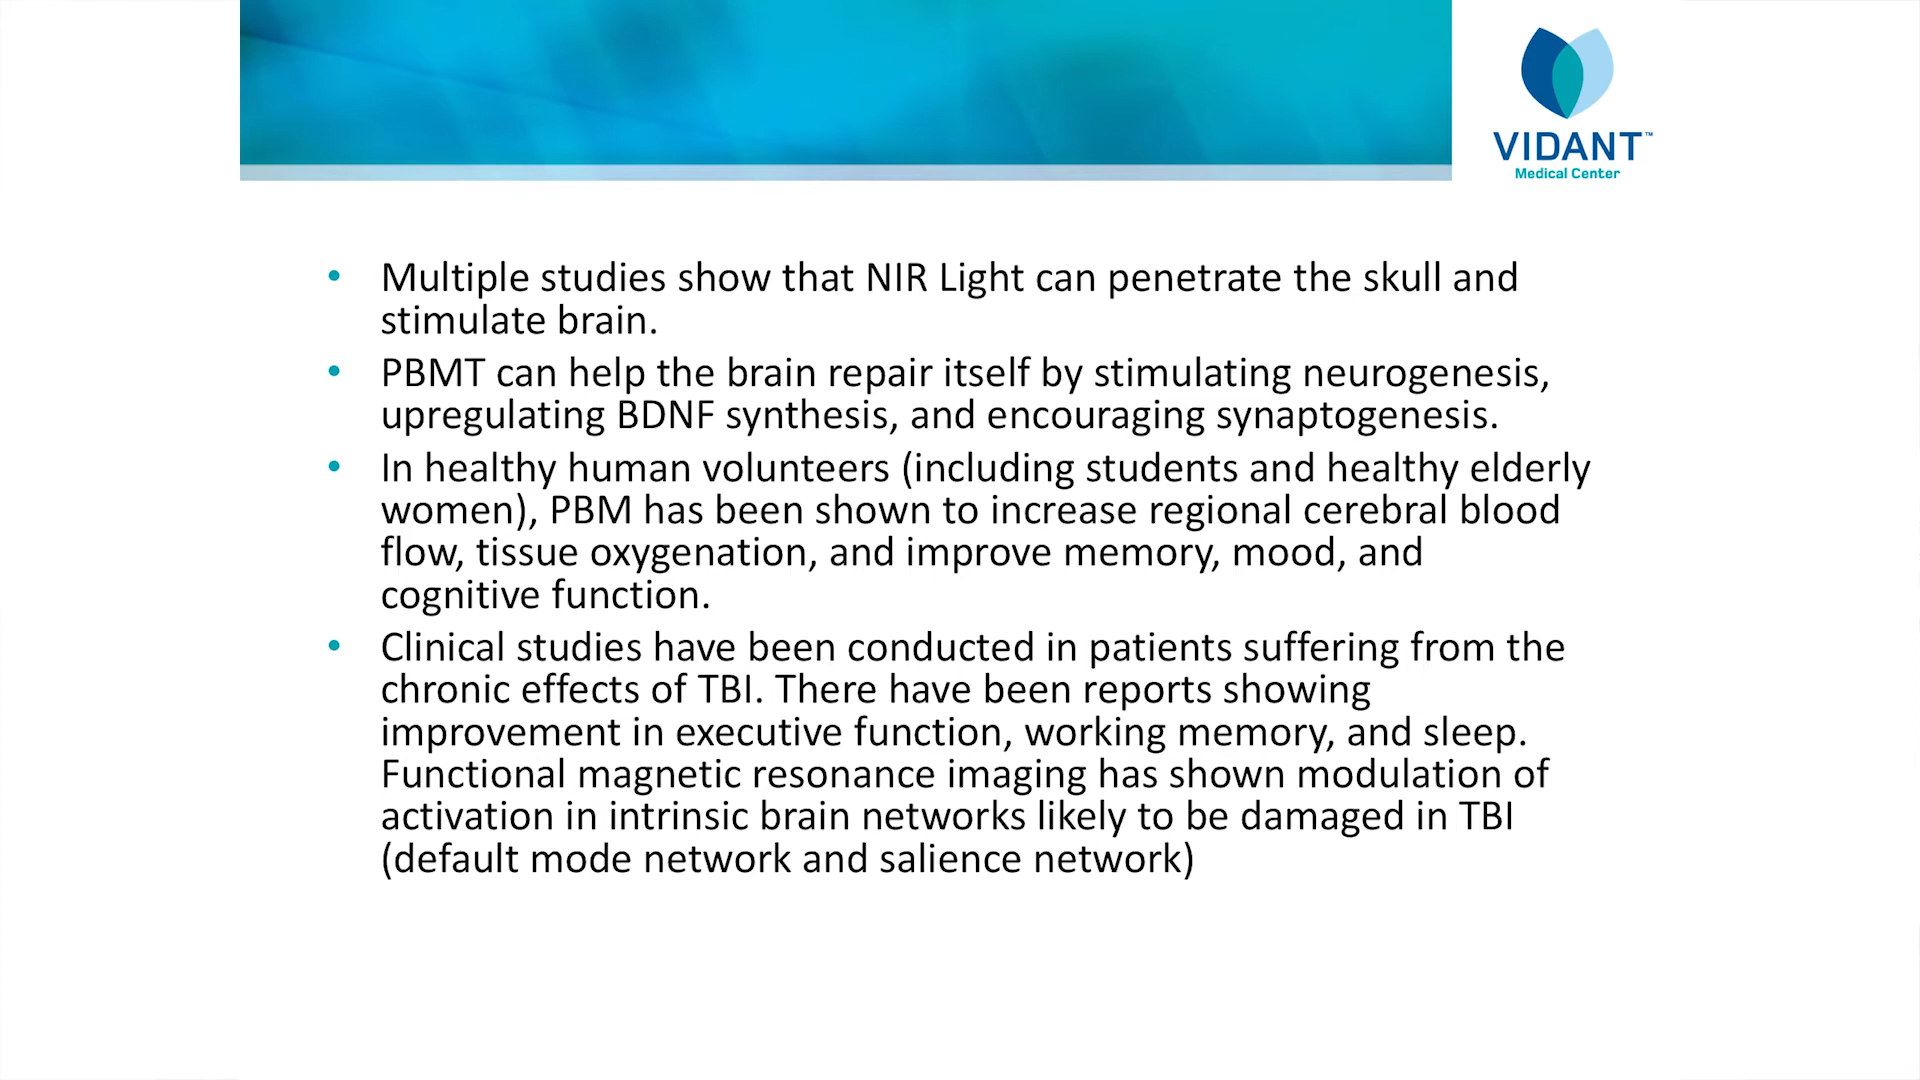 VIDANT™
Medical Center
• Multiple studies show that NIR Light can penetrate the skull and
stimulate brain.
• PBMT can help the brain repair itself by stimulating neurogenesis,
upregulating BDNF synthesis, and encouraging synaptogenesis.
• In healthy human volunteers (including students and healthy elderly
women), PBM has been shown to increase regional cerebral blood
flow, tissue oxygenation, and improve memory, mood, and
cognitive function.
• Clinical studies have been conducted in patients suffering from the
chronic effects of TBI. There have been reports showing
improvement in executive function, working memory, and sleep.
Functional magnetic resonance imaging has shown modulation of
activation in intrinsic brain networks likely to be damaged in TBI
(default mode network and salience network)